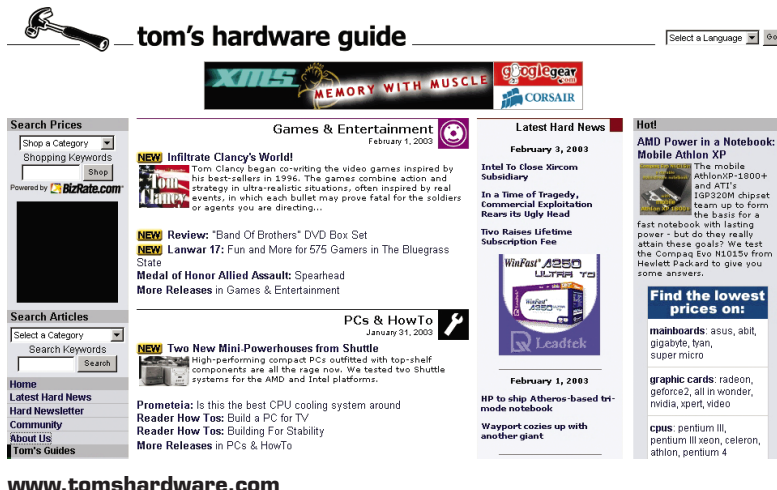 tom's hardware guide
Select a Language
Go
XMS
MEMORY WITH MUSCLE
googlegear.com
CORSAIR
Search Prices
Shop a Category
Shopping Keywords
Shop
Powered by BizRate.com
Search Articles
Select a Category
Search Keywords
Search
Home
Latest Hard News
Hard Newsletter
Community
About Us
Tom's Guides
Games & Entertainment
February 1, 2003
NEW Infiltrate Clancy's World!
Tom Clancy
Tom Clancy began co-writing the video games inspired by
his best-sellers in 1996. The games combine action and
strategy in ultra-realistic situations, often inspired by real
events, in which each bullet may prove fatal for the soldiers
or agents you are directing...
NEW Review: "Band Of Brothers" DVD Box Set
NEW Lanwar 17: Fun and More for 575 Gamers in The Bluegrass
State
Medal of Honor Allied Assault: Spearhead
More Releases in Games & Entertainment
PCs & HowTo
January 31, 2003
NEW Two New Mini-Powerhouses from Shuttle
High-performing compact PCs outfitted with top-shelf
components are all the rage now. We tested two Shuttle
systems for the AMD and Intel platforms.
Prometeia: Is this the best CPU cooling system around
Reader How Tos: Build a PC for TV
Reader How Tos: Building For Stability
More Releases in PCs & HowTo
Latest Hard News
February 3, 2003
Intel To Close Xircom
Subsidiary
In a Time of Tragedy,
Commercial Exploitation
Rears its Ugly Head
Tivo Raises Lifetime
Subscription Fee
WinFast A250
ULTRA TD
WinFast
Leadtek
February 1, 2003
HP to ship Atheros-based tri-
mode notebook
Wayport cozies up with
another giant
Hot!
AMD Power in a Notebook:
Mobile Athlon XP
The mobile
AthlonXP-1800+
and ATI's
IGP320M chipset
team up to form
the basis for a
fast notebook with lasting
power - but do they really
attain these goals? We test
the Compaq Evo N1015v from
Hewlett Packard to give you
some answers.
Find the lowest
prices on:
mainboards: asus, abit,
gigabyte, tyan,
super micro
graphic cards: radeon,
geforce2, all in wonder,
nvidia, xpert, video
cpus: pentium III,
pentium III xeon, celeron,
athlon, pentium 4
www.tomshardware.com